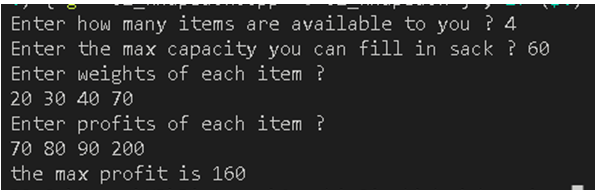 Enter how many items are available to you ? 4
Enter the max capacity you can fill in sack ? 60
Enter weights of each item ?
20 30 40 70
Enter profits of each item ?
70 80 90 200
the max profit is 160